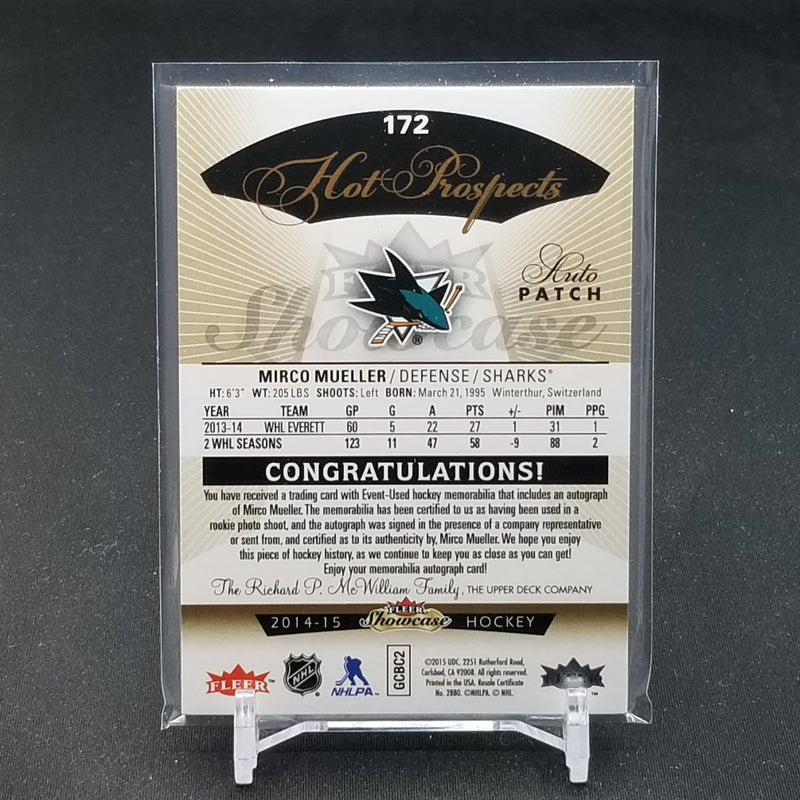 172
Hot Prospects
FLEER
Showcase
Auto
PATCH
®
MIRCO MUELLER / DEFENSE / SHARKS®
HT: 6'3" WT: 205 LBS SHOOTS: Left BORN: March 21, 1995 Winterthur, Switzerland
YEAR TEAM GP G A PTS +/- PIM PPG
2013-14 WHL EVERETT 60 5 22 27 1 31 1
2 WHL SEASONS 123 11 47 58 -9 88 2
CONGRATULATIONS!
You have received a trading card with Event-Used hockey memorabilia that includes an autograph
of Mirco Mueller. The memorabilia has been certified to us as having been used in a
rookie photo shoot, and the autograph was signed in the presence of a company representative
or sent from, and certified as to its authenticity by, Mirco Mueller. We hope you enjoy
this piece of hockey history, as we continue to keep you as close as you can get!
Enjoy your memorabilia autograph card!
The Richard P. McWilliam Family, THE UPPER DECK COMPANY
2014-15 FLEER Showcase HOCKEY
FLEER™
NHL
NHLPA™
GCBC2
©2015 UDC. 2251 Rutherford Road,
Carlsbad, CA 92008. All rights reserved.
Printed in the USA. Resale Certificate
No. 2880. ©NHLPA. © NHL.
FLEER™